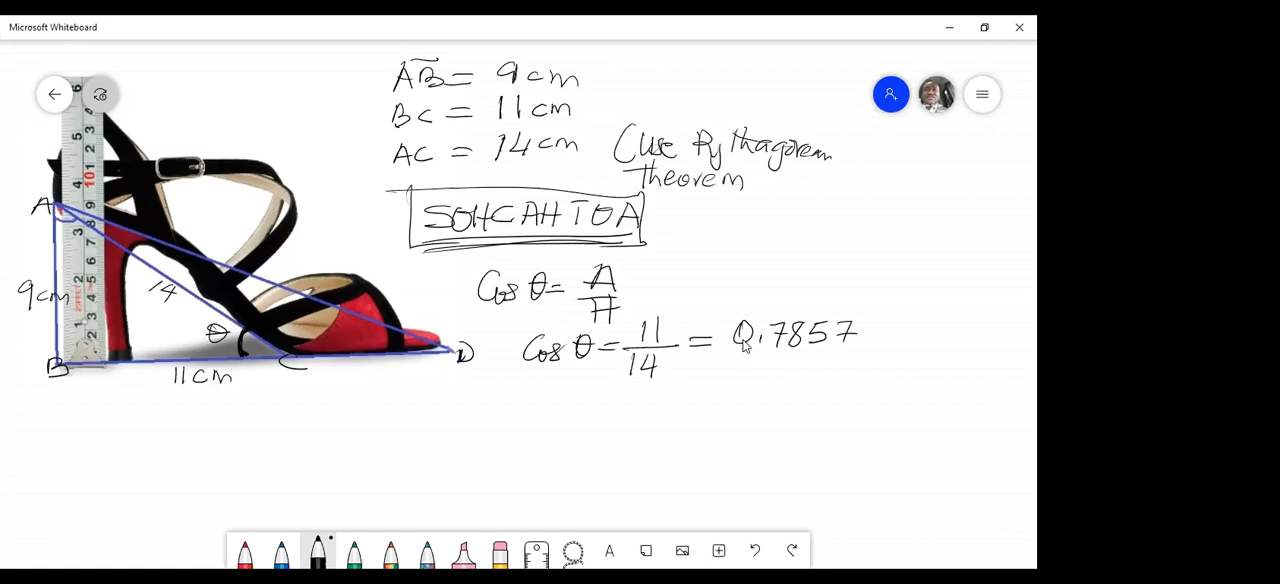 Microsoft Whiteboard
AB = 9cm
BC = 11cm
AC = 14cm (Use Pythagorem
Theorem
SOHCAHTOA
A
9cm
14
θ
B
11cm
C
D
Cos θ = A/H
Cos θ = 11/14 = 0.7857
A